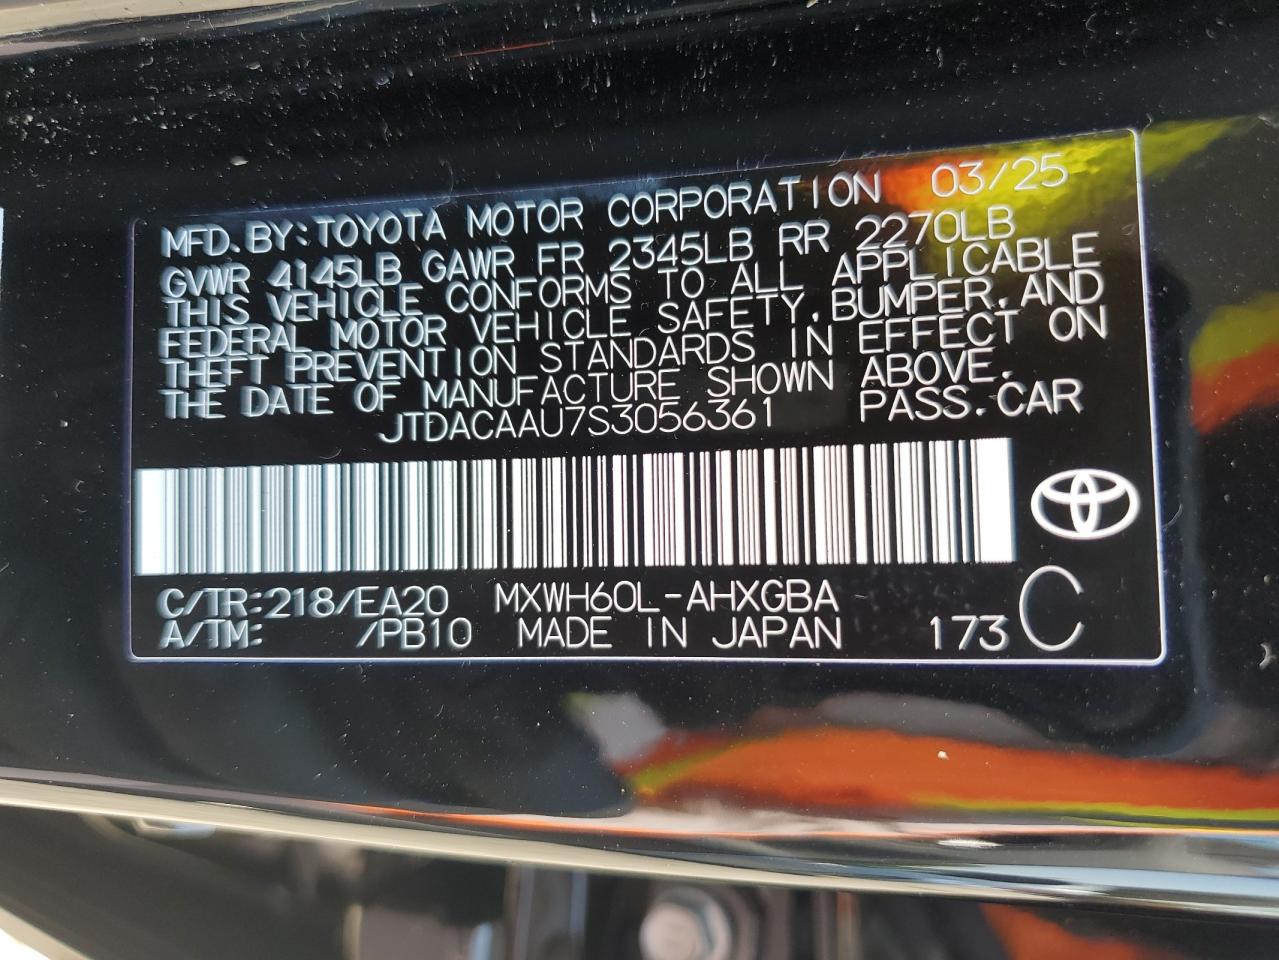 MFD.BY:TOYOTA MOTOR CORPORATION 03/25
GVWR 4145LB GAWR FR 2345LB RR 2270LB
THIS VEHICLE CONFORMS TO ALL APPLICABLE
FEDERAL MOTOR VEHICLE SAFETY,BUMPER,AND
THEFT PREVENTION STANDARDS IN EFFECT ON
THE DATE OF MANUFACTURE SHOWN ABOVE.
JTDACAAU7S3056361 PASS.CAR
C/TR:218/EA20 MXWH60L-AHXGBA
A/TM: /PB10 MADE IN JAPAN 173 C